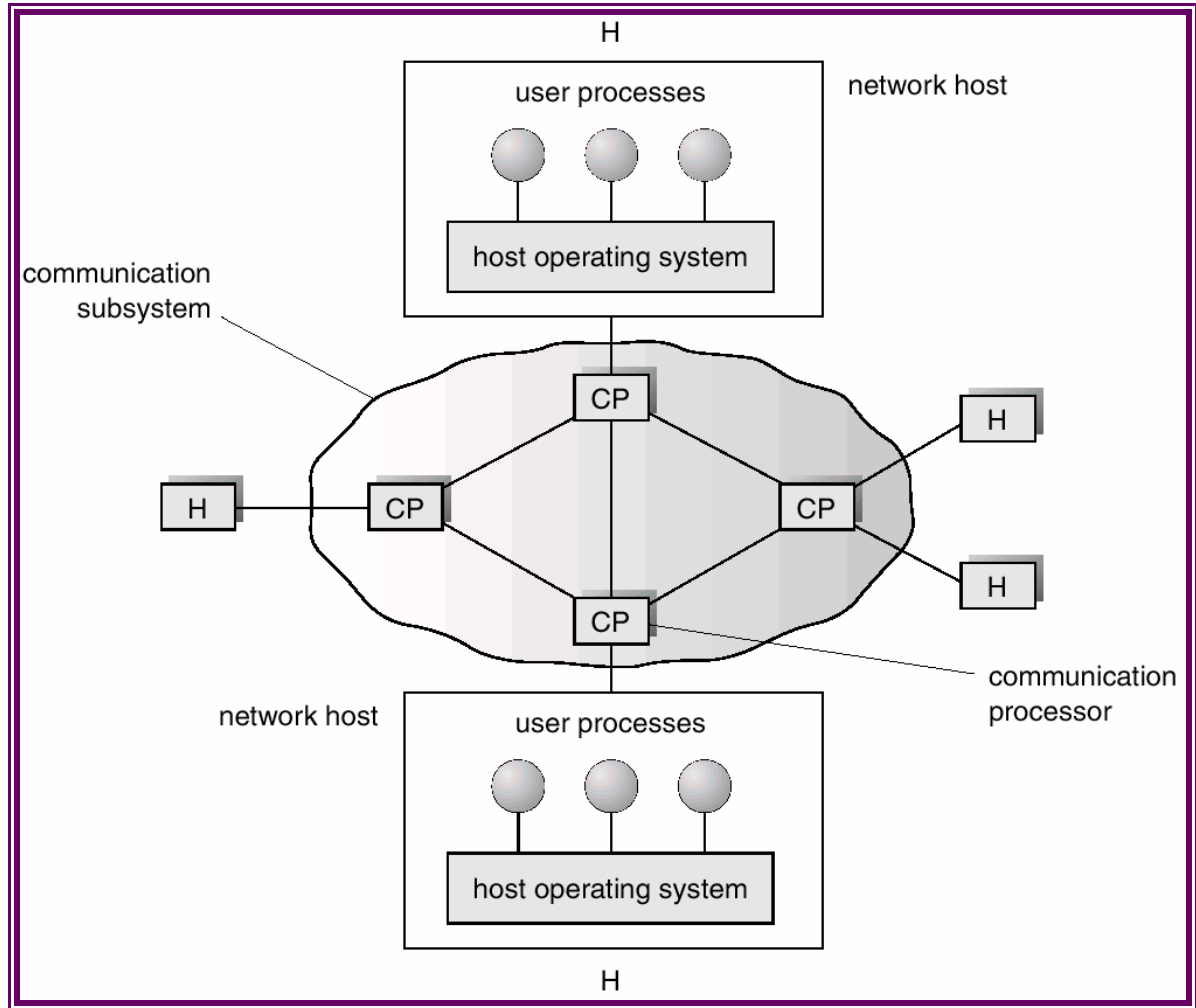 H
network host
user processes
host operating system
communication
subsystem
CP
H
CP
CP
H
H
CP
communication
processor
network host
user processes
host operating system
H